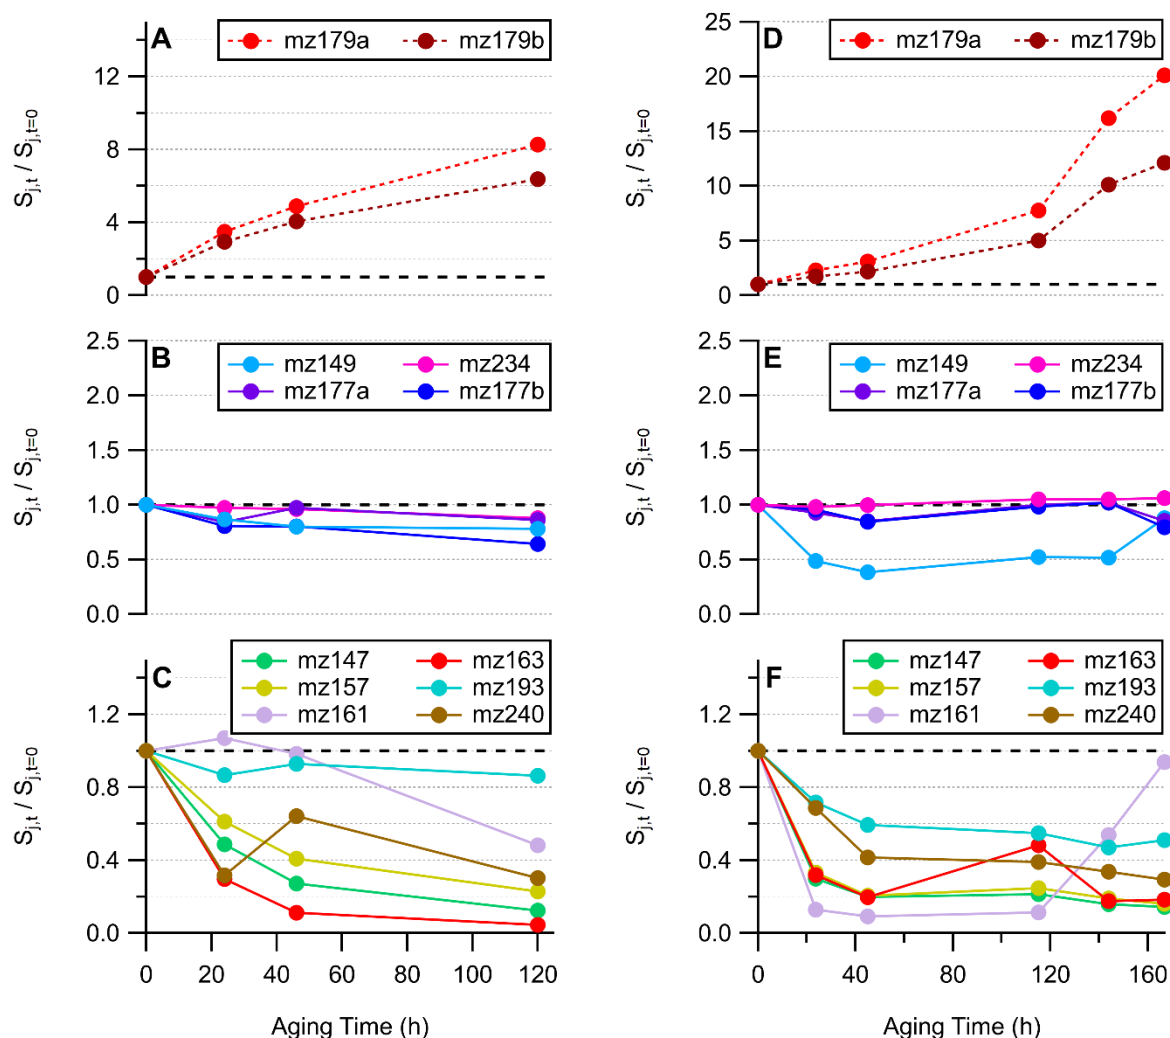 A
mz179a mz179b
12
8
4
0
S_j,t / S_j,t=0
D
mz179a mz179b
25
20
15
10
5
0
S_j,t / S_j,t=0
B
mz149 mz234
mz177a mz177b
2.5
2.0
1.5
1.0
0.5
0.0
S_j,t / S_j,t=0
E
mz149 mz234
mz177a mz177b
2.5
2.0
1.5
1.0
0.5
0.0
S_j,t / S_j,t=0
C
mz147 mz163
mz157 mz193
mz161 mz240
1.2
0.8
0.4
0.0
S_j,t / S_j,t=0
0 20 40 60 80 100 120
Aging Time (h)
F
mz147 mz163
mz157 mz193
mz161 mz240
1.2
0.8
0.4
0.0
S_j,t / S_j,t=0
0 40 80 120 160
Aging Time (h)